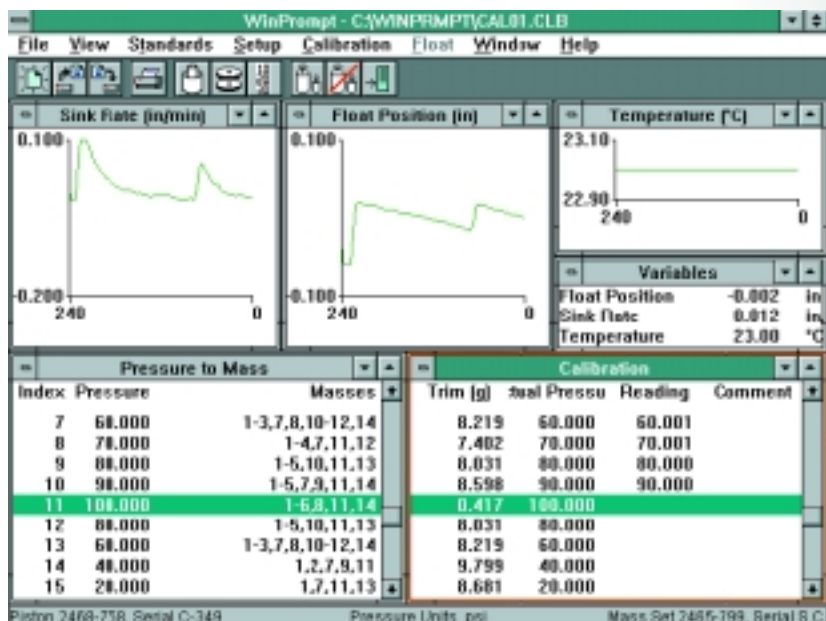 WinPrompt - C:\WINPRMPT\CAL01.CLB
File View Standards Setup Calibration Float Window Help
Sink Rate (in/min)
0.100
-0.200
240 0
Float Position (in)
0.100
-0.100
240 0
Temperature (°C)
23.10
22.90
240 0
Variables
Float Position -0.002 in
Sink Rate 0.012 in
Temperature 23.00 °C
Pressure to Mass
Index Pressure Masses
7 60.000 1-3,7,8,10-12,14
8 70.000 1-4,7,11,12
9 80.000 1-5,10,11,13
10 90.000 1-5,7,9,11,14
11 100.000 1-6,8,11,14
12 80.000 1-5,10,11,13
13 60.000 1-3,7,8,10-12,14
14 40.000 1,2,7,9,11
15 20.000 1,7,11,13
Calibration
Trim (g) tual Pressu Reading Comment
8.219 60.000 60.001
7.402 70.000 70.001
8.031 80.000 80.000
8.598 90.000 90.000
0.417 100.000
8.031 80.000
8.219 60.000
9.799 40.000
8.681 20.000
Piston 2468-758, Serial C-349 Pressure Units, psi Mass Set 2465-799, Serial